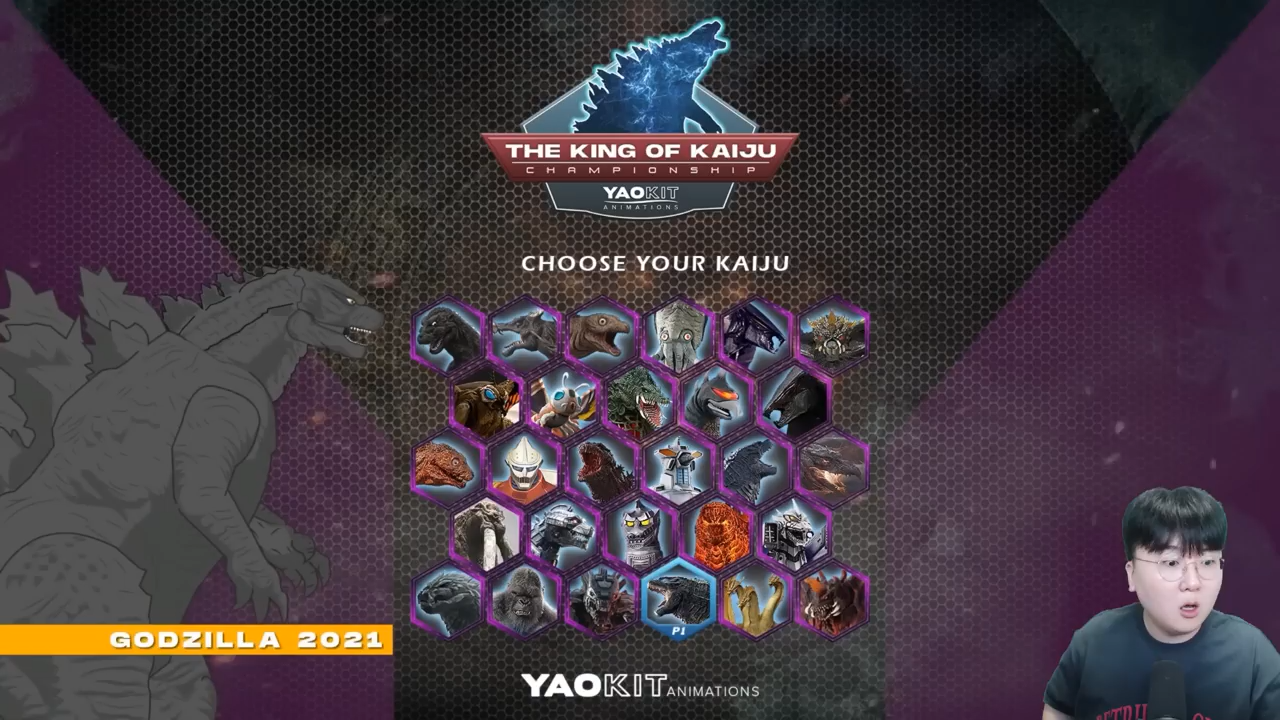 THE KING OF KAIJU
CHAMPIONSHIP
YAOKIT
ANIMATIONS
CHOOSE YOUR KAIJU
P1
GODZILLA 2021
YAOKIT ANIMATIONS